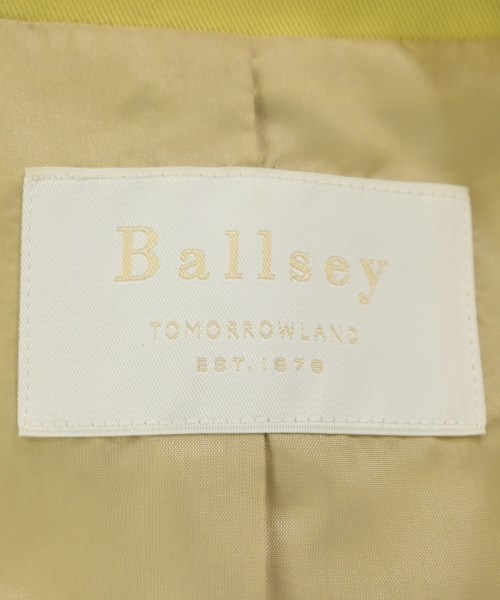 Ballsey
TOMORROWLAND
EST. 1978